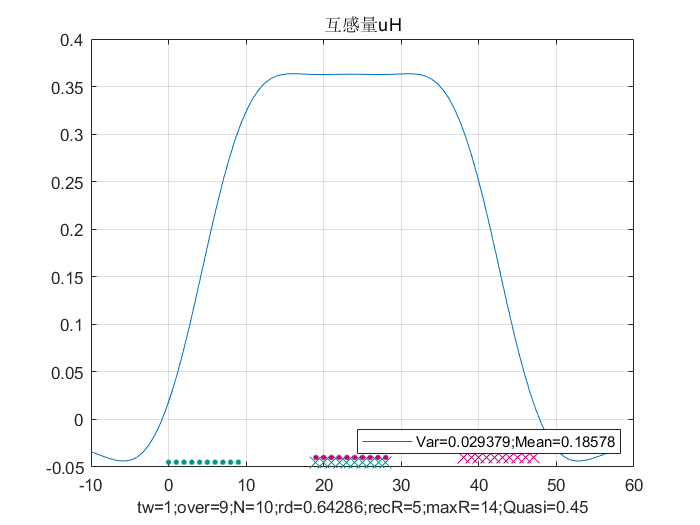 互感量uH
0.4
0.35
0.3
0.25
0.2
0.15
0.1
0.05
0
-0.05
Var=0.029379;Mean=0.18578
-10 0 10 20 30 40 50 60
tw=1;over=9;N=10;rd=0.64286;recR=5;maxR=14;Quasi=0.45